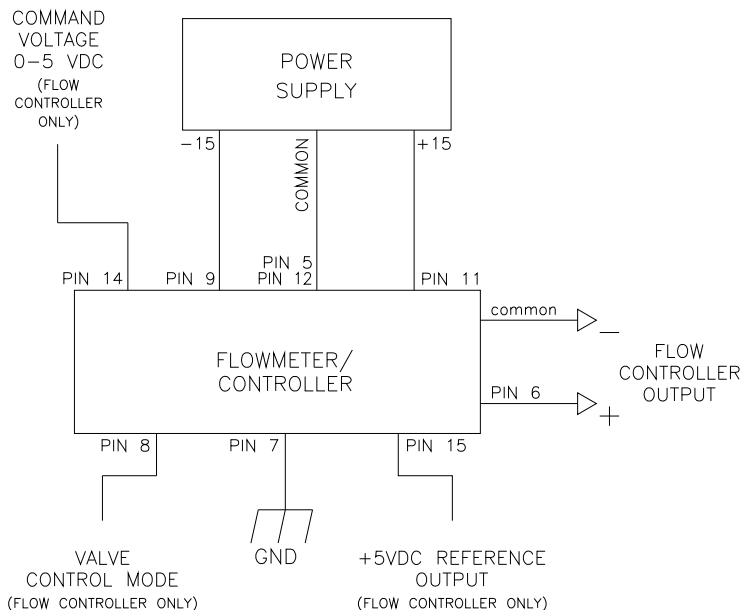 COMMAND
VOLTAGE
0-5 VDC
(FLOW
CONTROLLER
ONLY)
POWER
SUPPLY
-15
COMMON
+15
PIN 14
PIN 9
PIN 5
PIN 12
PIN 11
FLOWMETER/
CONTROLLER
common
−
PIN 6
+
FLOW
CONTROLLER
OUTPUT
PIN 8
PIN 7
PIN 15
VALVE
CONTROL MODE
(FLOW CONTROLLER ONLY)
GND
+5VDC REFERENCE
OUTPUT
(FLOW CONTROLLER ONLY)